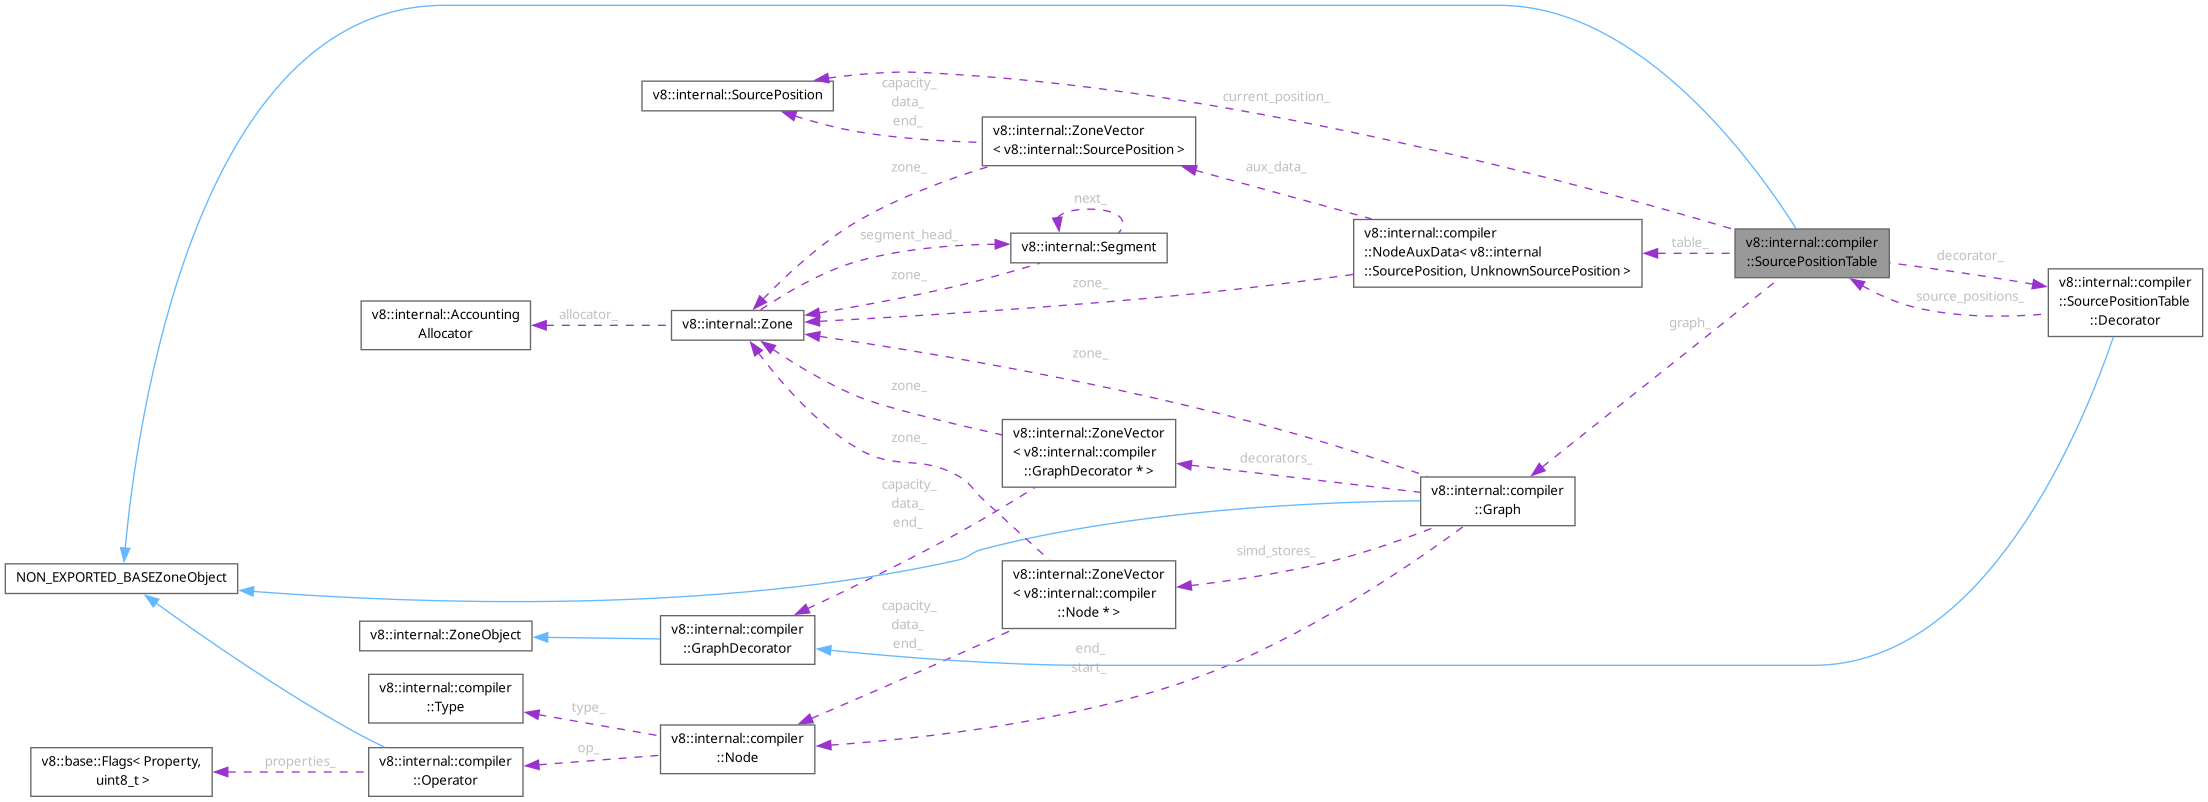 capacity_
data_
end_
v8::internal::SourcePosition
current_position_
v8::internal::ZoneVector
< v8::internal::SourcePosition >
zone_
aux_data_
next_
segment_head_
v8::internal::Segment
zone_
v8::internal::compiler
::NodeAuxData< v8::internal
::SourcePosition, UnknownSourcePosition >
table_
v8::internal::compiler
::SourcePositionTable
decorator_
source_positions_
v8::internal::compiler
::SourcePositionTable
::Decorator
zone_
v8::internal::Accounting
Allocator
allocator_
v8::internal::Zone
graph_
zone_
zone_
zone_
v8::internal::ZoneVector
< v8::internal::compiler
::GraphDecorator * >
decorators_
capacity_
data_
end_
v8::internal::compiler
::Graph
simd_stores_
NON_EXPORTED_BASEZoneObject
v8::internal::ZoneVector
< v8::internal::compiler
::Node * >
capacity_
data_
end_
v8::internal::ZoneObject
v8::internal::compiler
::GraphDecorator
end_
start_
v8::internal::compiler
::Type
type_
v8::internal::compiler
::Node
op_
v8::base::Flags< Property,
uint8_t >
properties_
v8::internal::compiler
::Operator